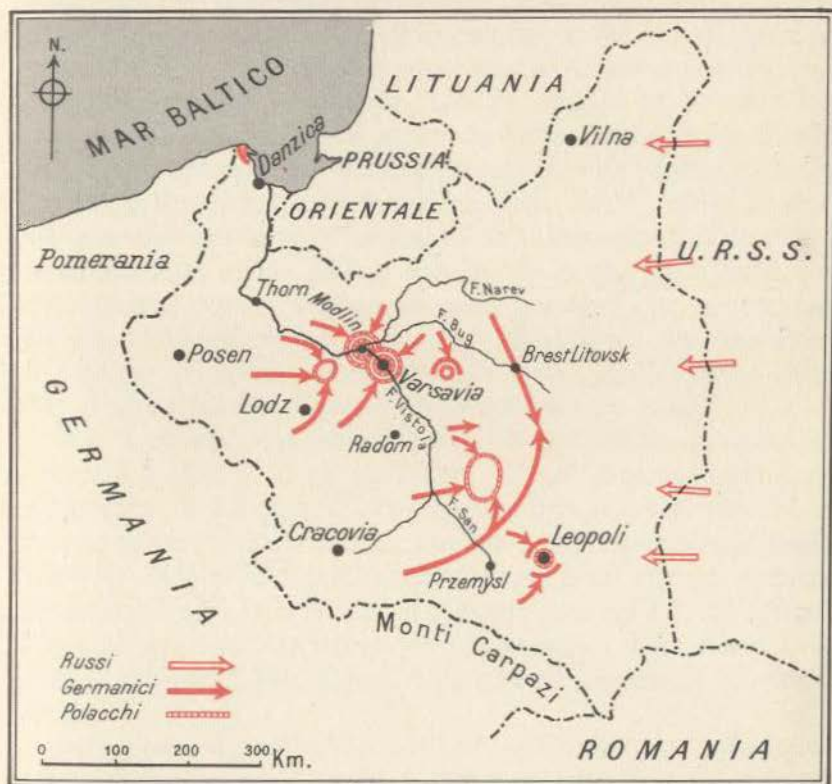 N.
MAR BALTICO
LITUANIA
Vilna
Danzica
PRUSSIA
ORIENTALE
U.R.S.S.
Pomerania
Thorn
Modlin
F. Narev
F. Bug
Posen
Varsavia
Brest Litovsk
Lodz
F. Vistola
Radom
GERMANIA
F. San
Cracovia
Leopoli
Przemysl
Monti Carpazi
Russi
Germanici
Polacchi
0 100 200 300 Km.
ROMANIA